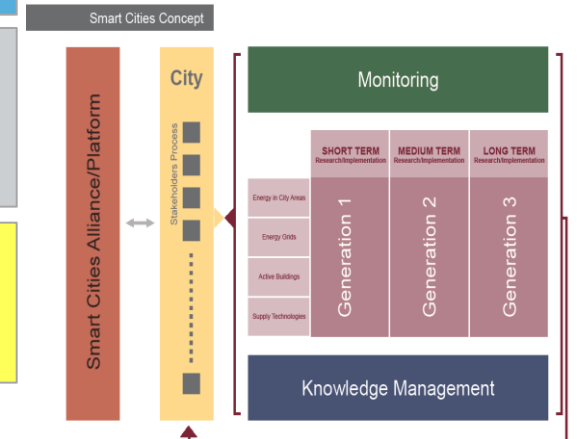 Smart Cities Concept
Smart Cities Alliance/Platform
City
Stakeholders Process
Monitoring
SHORT TERM
Research/Implementation
MEDIUM TERM
Research/Implementation
LONG TERM
Research/Implementation
Energy in City Areas
Energy Grids
Active Buildings
Supply Technologies
Generation 1
Generation 2
Generation 3
Knowledge Management